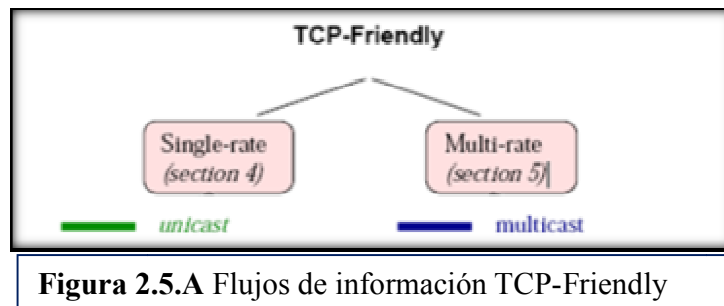 TCP-Friendly
Single-rate Multi-rate
(section 4) (section 5)
unicast multicast
Figura 2.5.A Flujos de información TCP-Friendly